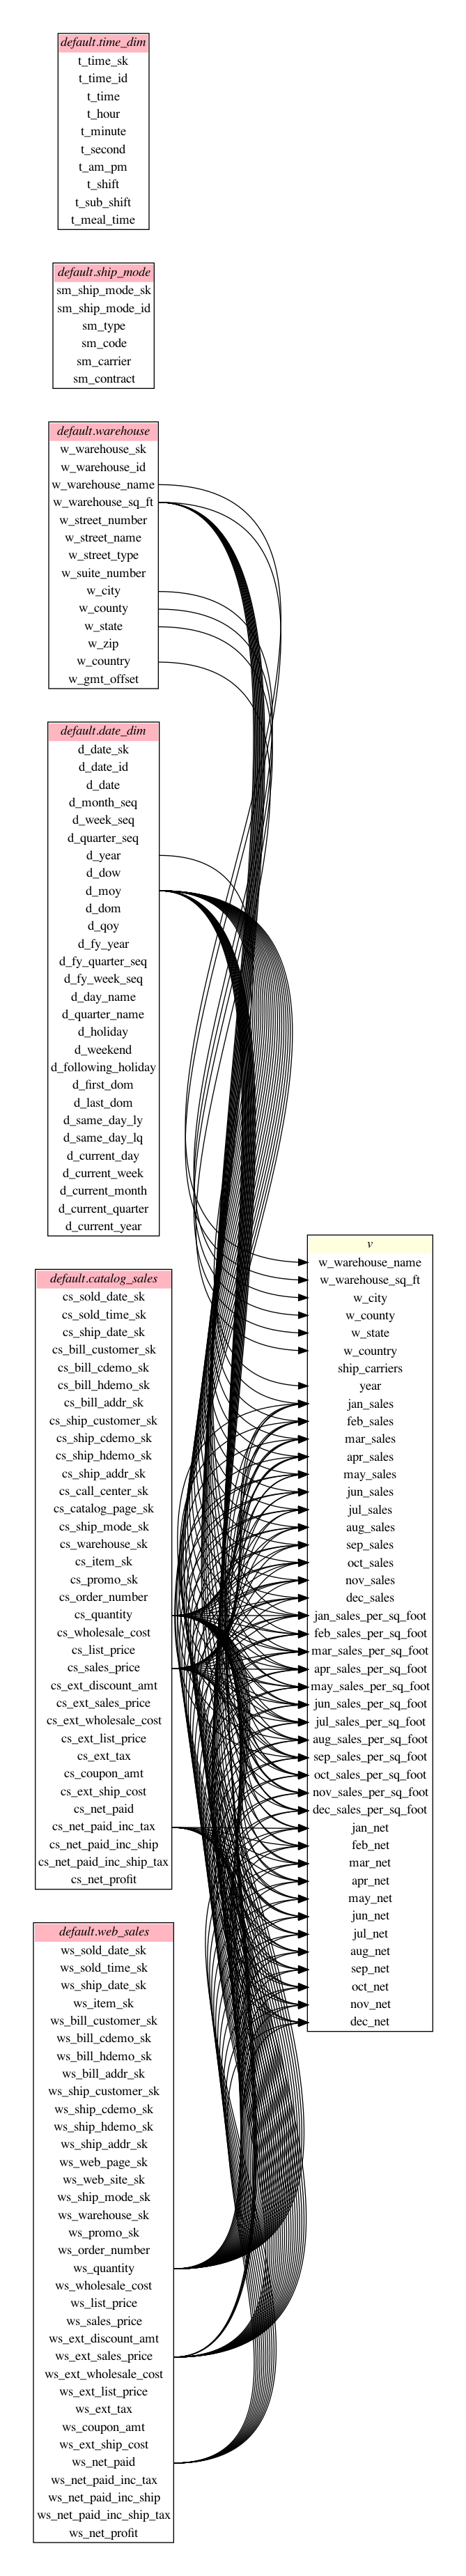 default.time_dim
t_time_sk
t_time_id
t_time
t_hour
t_minute
t_second
t_am_pm
t_shift
t_sub_shift
t_meal_time
default.ship_mode
sm_ship_mode_sk
sm_ship_mode_id
sm_type
sm_code
sm_carrier
sm_contract
default.warehouse
w_warehouse_sk
w_warehouse_id
w_warehouse_name
w_warehouse_sq_ft
w_street_number
w_street_name
w_street_type
w_suite_number
w_city
w_county
w_state
w_zip
w_country
w_gmt_offset
default.date_dim
d_date_sk
d_date_id
d_date
d_month_seq
d_week_seq
d_quarter_seq
d_year
d_dow
d_moy
d_dom
d_qoy
d_fy_year
d_fy_quarter_seq
d_fy_week_seq
d_day_name
d_quarter_name
d_holiday
d_weekend
d_following_holiday
d_first_dom
d_last_dom
d_same_day_ly
d_same_day_lq
d_current_day
d_current_week
d_current_month
d_current_quarter
d_current_year
default.catalog_sales
cs_sold_date_sk
cs_sold_time_sk
cs_ship_date_sk
cs_bill_customer_sk
cs_bill_cdemo_sk
cs_bill_hdemo_sk
cs_bill_addr_sk
cs_ship_customer_sk
cs_ship_cdemo_sk
cs_ship_hdemo_sk
cs_ship_addr_sk
cs_call_center_sk
cs_catalog_page_sk
cs_ship_mode_sk
cs_warehouse_sk
cs_item_sk
cs_promo_sk
cs_order_number
cs_quantity
cs_wholesale_cost
cs_list_price
cs_sales_price
cs_ext_discount_amt
cs_ext_sales_price
cs_ext_wholesale_cost
cs_ext_list_price
cs_ext_tax
cs_coupon_amt
cs_ext_ship_cost
cs_net_paid
cs_net_paid_inc_tax
cs_net_paid_inc_ship
cs_net_paid_inc_ship_tax
cs_net_profit
default.web_sales
ws_sold_date_sk
ws_sold_time_sk
ws_ship_date_sk
ws_item_sk
ws_bill_customer_sk
ws_bill_cdemo_sk
ws_bill_hdemo_sk
ws_bill_addr_sk
ws_ship_customer_sk
ws_ship_cdemo_sk
ws_ship_hdemo_sk
ws_ship_addr_sk
ws_web_page_sk
ws_web_site_sk
ws_ship_mode_sk
ws_warehouse_sk
ws_promo_sk
ws_order_number
ws_quantity
ws_wholesale_cost
ws_list_price
ws_sales_price
ws_ext_discount_amt
ws_ext_sales_price
ws_ext_wholesale_cost
ws_ext_list_price
ws_ext_tax
ws_coupon_amt
ws_ext_ship_cost
ws_net_paid
ws_net_paid_inc_tax
ws_net_paid_inc_ship
ws_net_paid_inc_ship_tax
ws_net_profit
v
w_warehouse_name
w_warehouse_sq_ft
w_city
w_county
w_state
w_country
ship_carriers
year
jan_sales
feb_sales
mar_sales
apr_sales
may_sales
jun_sales
jul_sales
aug_sales
sep_sales
oct_sales
nov_sales
dec_sales
jan_sales_per_sq_foot
feb_sales_per_sq_foot
mar_sales_per_sq_foot
apr_sales_per_sq_foot
may_sales_per_sq_foot
jun_sales_per_sq_foot
jul_sales_per_sq_foot
aug_sales_per_sq_foot
sep_sales_per_sq_foot
oct_sales_per_sq_foot
nov_sales_per_sq_foot
dec_sales_per_sq_foot
jan_net
feb_net
mar_net
apr_net
may_net
jun_net
jul_net
aug_net
sep_net
oct_net
nov_net
dec_net